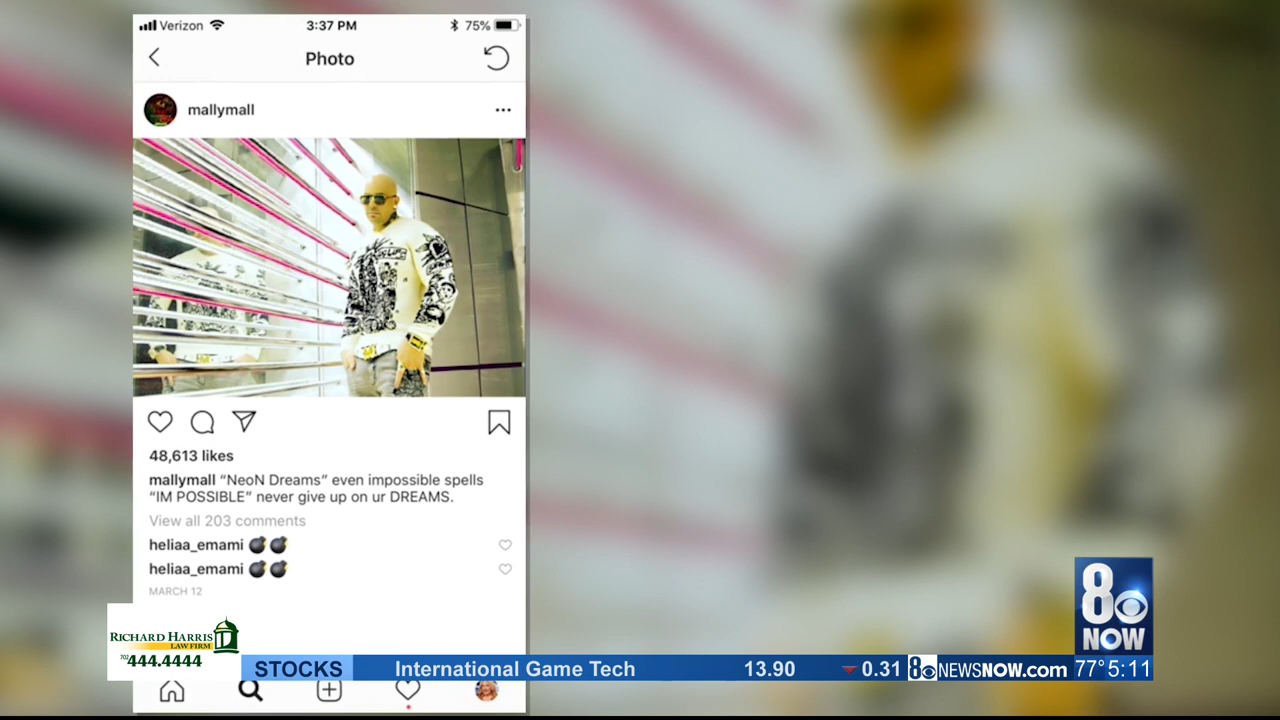 Verizon
3:37 PM
75%
Photo
mallymall
48,613 likes
mallymall “NeoN Dreams” even impossible spells
“IM POSSIBLE” never give up on ur DREAMS.
View all 203 comments
heliaa_emami
heliaa_emami
MARCH 12
RICHARD HARRIS
LAW FIRM
702 444.4444
STOCKS International Game Tech 13.90 0.31 8 NEWSNOW.com 77° 5:11
8
NOW